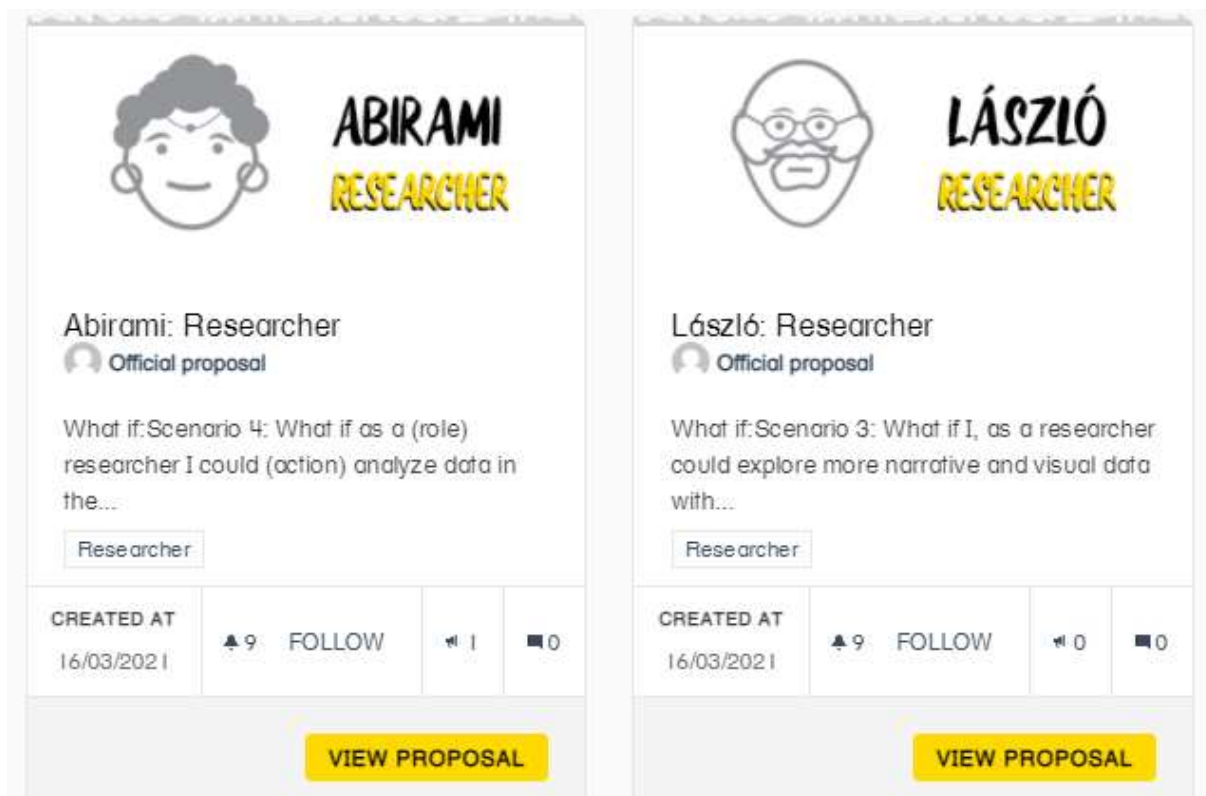 ABIRAMI
RESEARCHER
Abirami: Researcher
Official proposal
What if:Scenario 4: What if as a (role)
researcher I could (action) analyze data in
the...
Researcher
CREATED AT
16/03/2021
9 FOLLOW
1
0
VIEW PROPOSAL
LÁSZLÓ
RESEARCHER
László: Researcher
Official proposal
What if:Scenario 3: What if I, as a researcher
could explore more narrative and visual data
with...
Researcher
CREATED AT
16/03/2021
9 FOLLOW
0
0
VIEW PROPOSAL